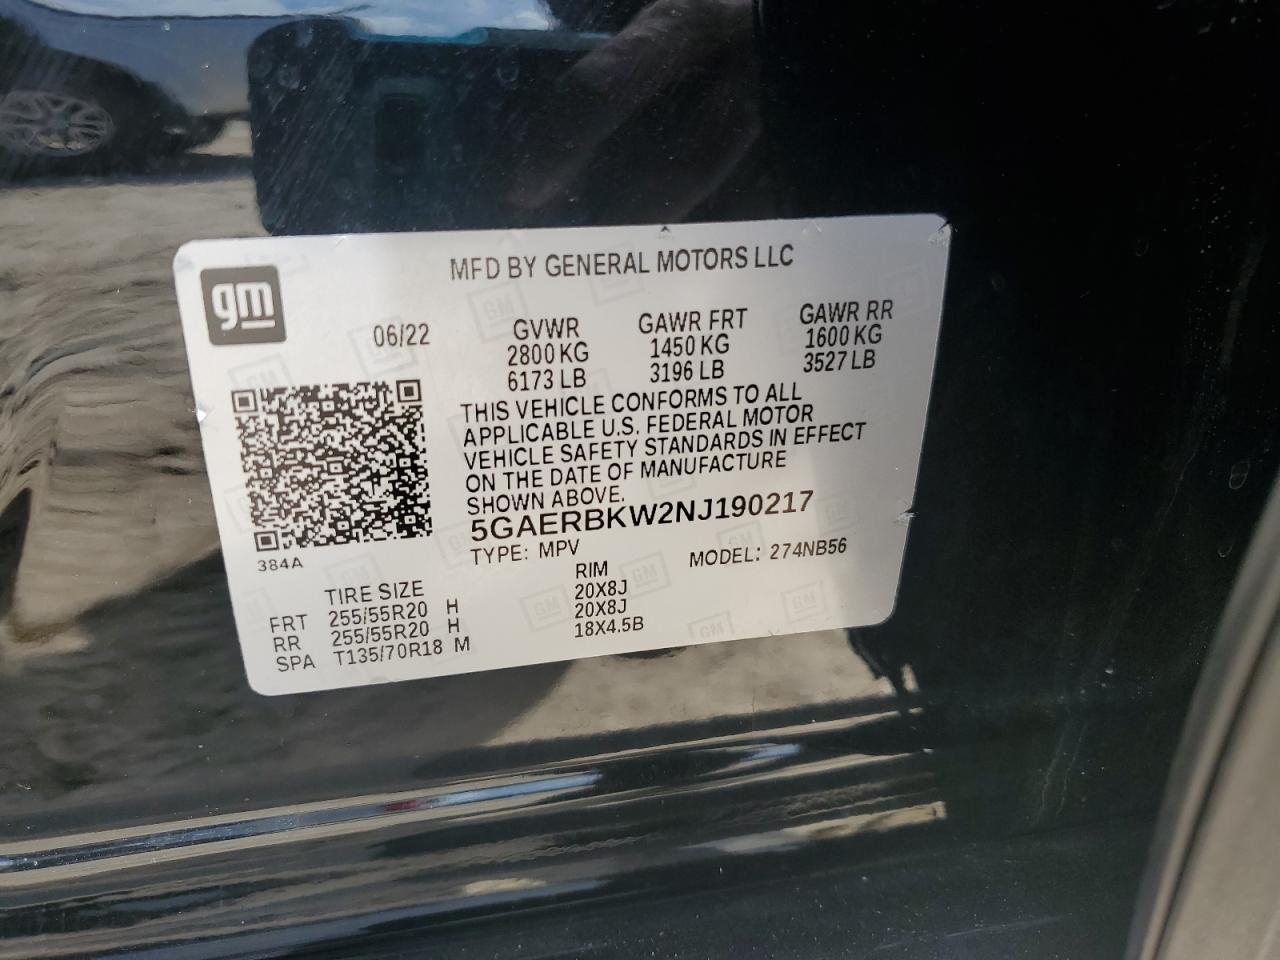 gm
MFD BY GENERAL MOTORS LLC
06/22 GVWR GAWR FRT GAWR RR
2800 KG 1450 KG 1600 KG
6173 LB 3196 LB 3527 LB
THIS VEHICLE CONFORMS TO ALL
APPLICABLE U.S. FEDERAL MOTOR
VEHICLE SAFETY STANDARDS IN EFFECT
ON THE DATE OF MANUFACTURE
SHOWN ABOVE.
5GAERBKW2NJ190217
384A
TYPE: MPV MODEL: 274NB56
TIRE SIZE RIM
FRT 255/55R20 H 20X8J
RR 255/55R20 H 20X8J
SPA T135/70R18 M 18X4.5B